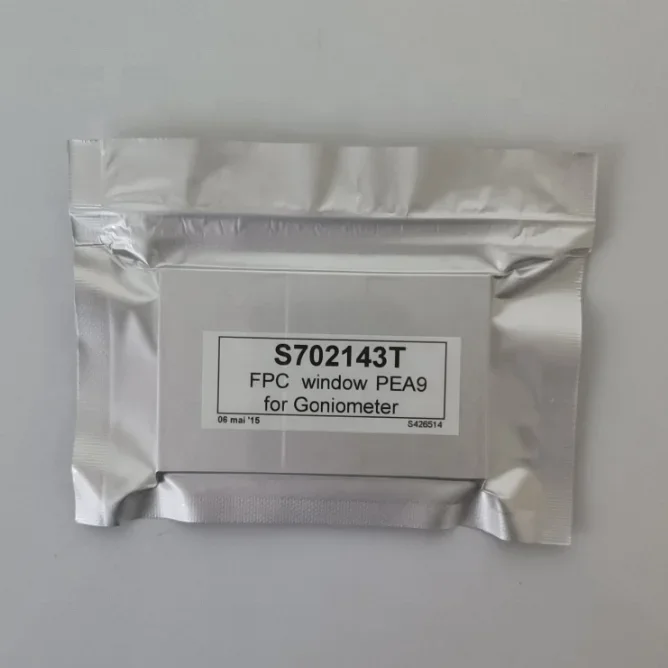 S702143T
FPC window PEA9
for Goniometer
06 mai '15
S426514